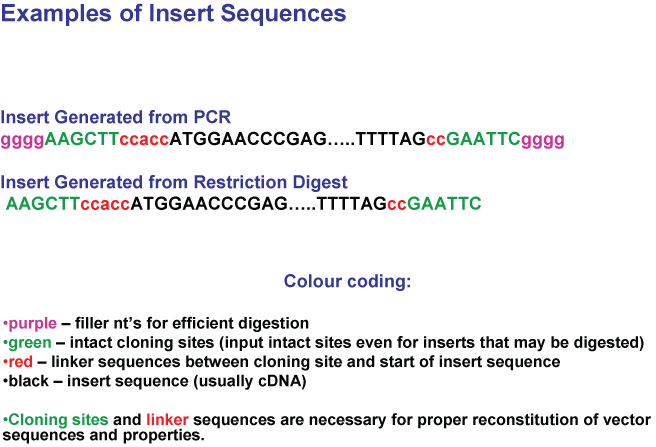 Examples of Insert Sequences
Insert Generated from PCR
ggggAAGCTTccaccATGGAACCCGAG…..TTTTAGccGAATTCgggg
Insert Generated from Restriction Digest
AAGCTTccaccATGGAACCCGAG…..TTTTAGccGAATTC
Colour coding:
•purple – filler nt’s for efficient digestion
•green – intact cloning sites (input intact sites even for inserts that may be digested)
•red – linker sequences between cloning site and start of insert sequence
•black – insert sequence (usually cDNA)
•Cloning sites and linker sequences are necessary for proper reconstitution of vector
sequences and properties.